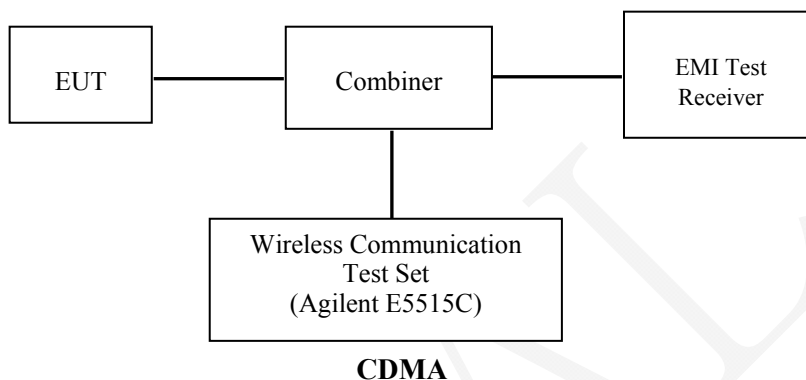 EUT
Combiner
EMI Test
Receiver
Wireless Communication
Test Set
(Agilent E5515C)
CDMA